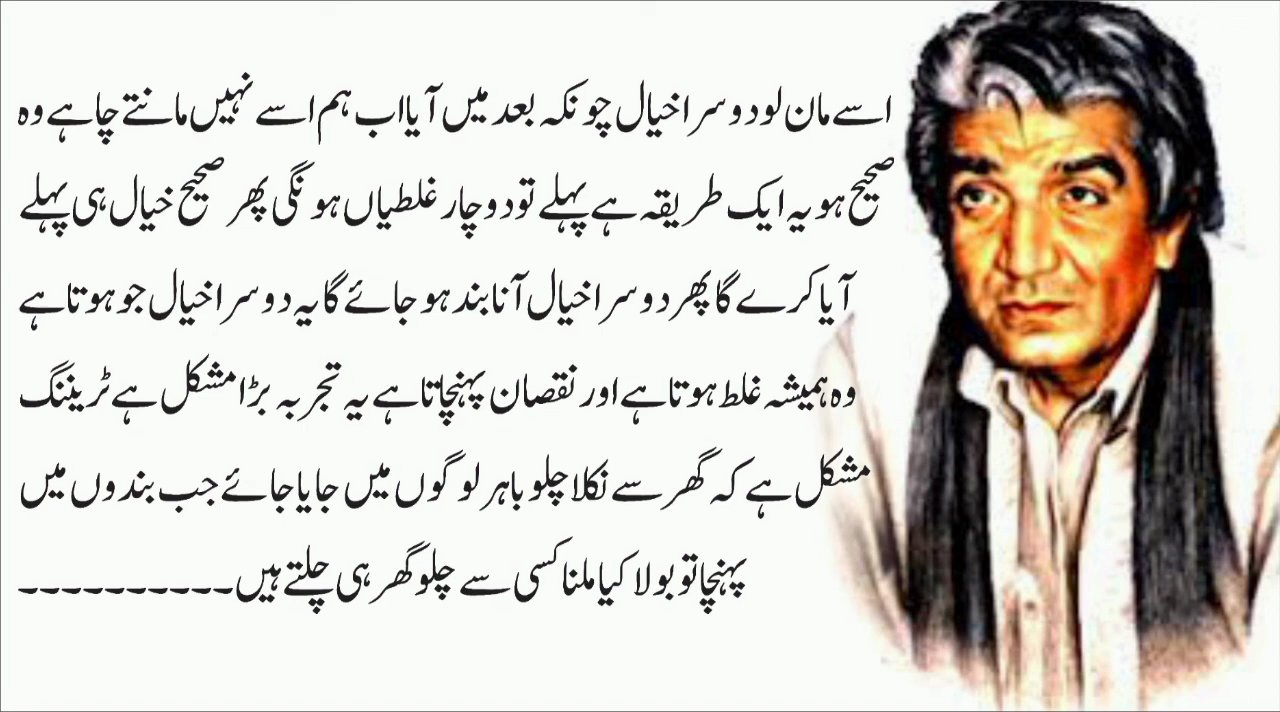 اسے مان لو دوسرا خیال چونکہ بعد میں آیا اب ہم اسے نہیں مانتے چاہے وہ
صحیح ہو یہ ایک طریقہ ہے پہلے تو دو چار غلطیاں ہونگی پھر صحیح خیال ہی پہلے
آیا کرے گا پھر دوسرا خیال آنا بند ہو جائے گا یہ دوسرا خیال جو ہوتا ہے
وہ ہمیشہ غلط ہوتا ہے اور نقصان پہنچاتا ہے یہ تجربہ بڑا مشکل ہے ٹریننگ
مشکل ہے کہ گھر سے نکلا چلو باہر لوگوں میں جایا جائے جب بندوں میں
پہنچا تو بولا کیا ملنا کسی سے چلو گھر ہی چلتے ہیں۔۔۔۔۔۔۔۔۔۔